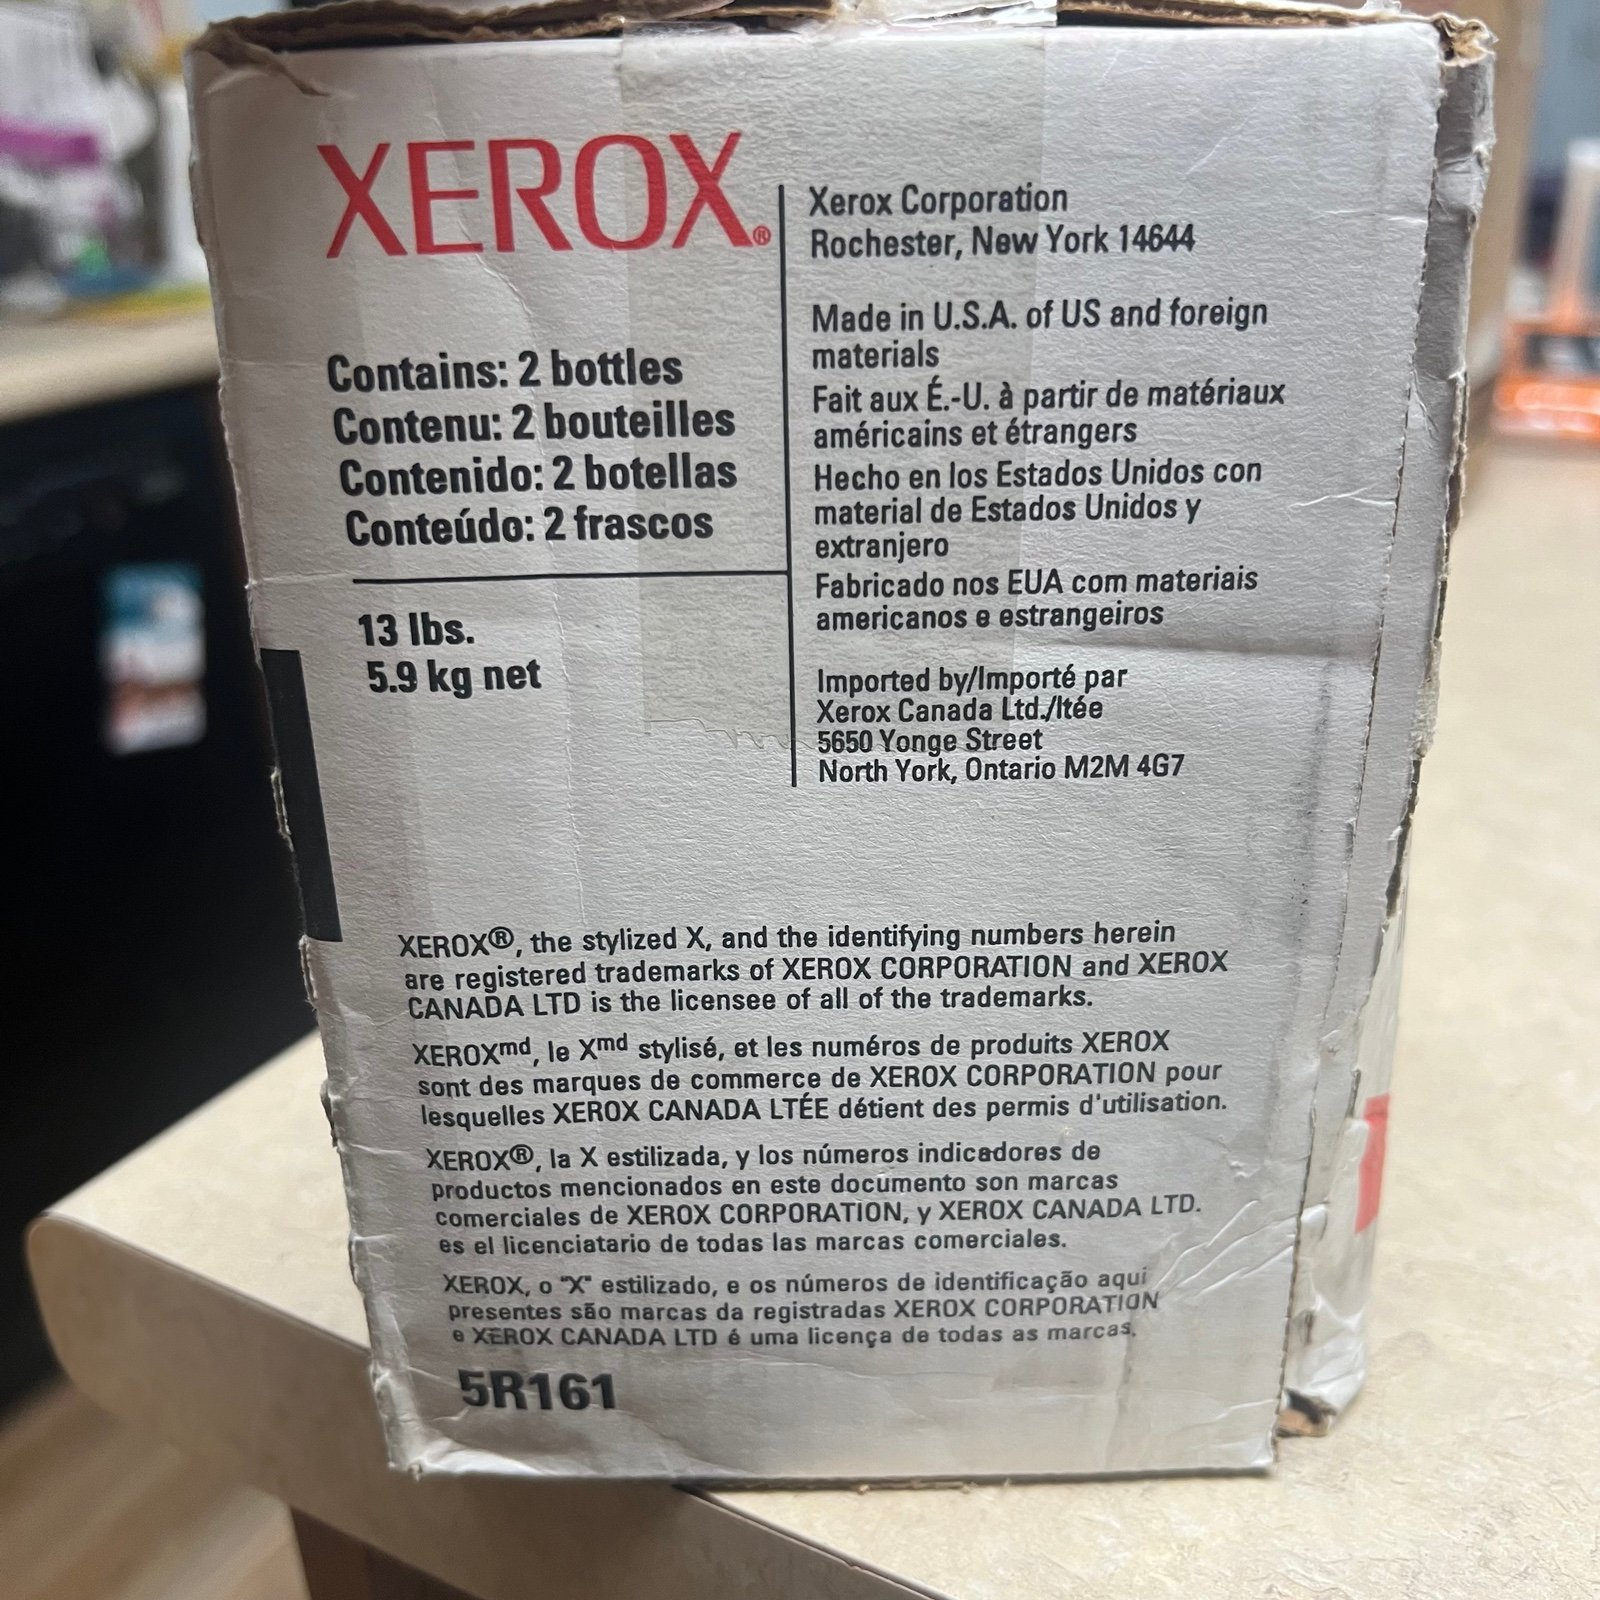 XEROX®
Contains: 2 bottles
Contenu: 2 bouteilles
Contenido: 2 botellas
Conteúdo: 2 frascos
13 lbs.
5.9 kg net
Xerox Corporation
Rochester, New York 14644
Made in U.S.A. of US and foreign
materials
Fait aux É.-U. à partir de matériaux
américains et étrangers
Hecho en los Estados Unidos con
material de Estados Unidos y
extranjero
Fabricado nos EUA com materiais
americanos e estrangeiros
Imported by/Importé par
Xerox Canada Ltd./ltée
5650 Yonge Street
North York, Ontario M2M 4G7
XEROX®, the stylized X, and the identifying numbers herein
are registered trademarks of XEROX CORPORATION and XEROX
CANADA LTD is the licensee of all of the trademarks.
XEROXmd, le Xmd stylisé, et les numéros de produits XEROX
sont des marques de commerce de XEROX CORPORATION pour
lesquelles XEROX CANADA LTÉE détient des permis d'utilisation.
XEROX®, la X estilizada, y los números indicadores de
productos mencionados en este documento son marcas
comerciales de XEROX CORPORATION, y XEROX CANADA LTD.
es el licenciatario de todas las marcas comerciales.
XEROX, o "X" estilizado, e os números de identificação aqui
presentes são marcas da registradas XEROX CORPORATION
e XEROX CANADA LTD é uma licença de todas as marcas.
5R161